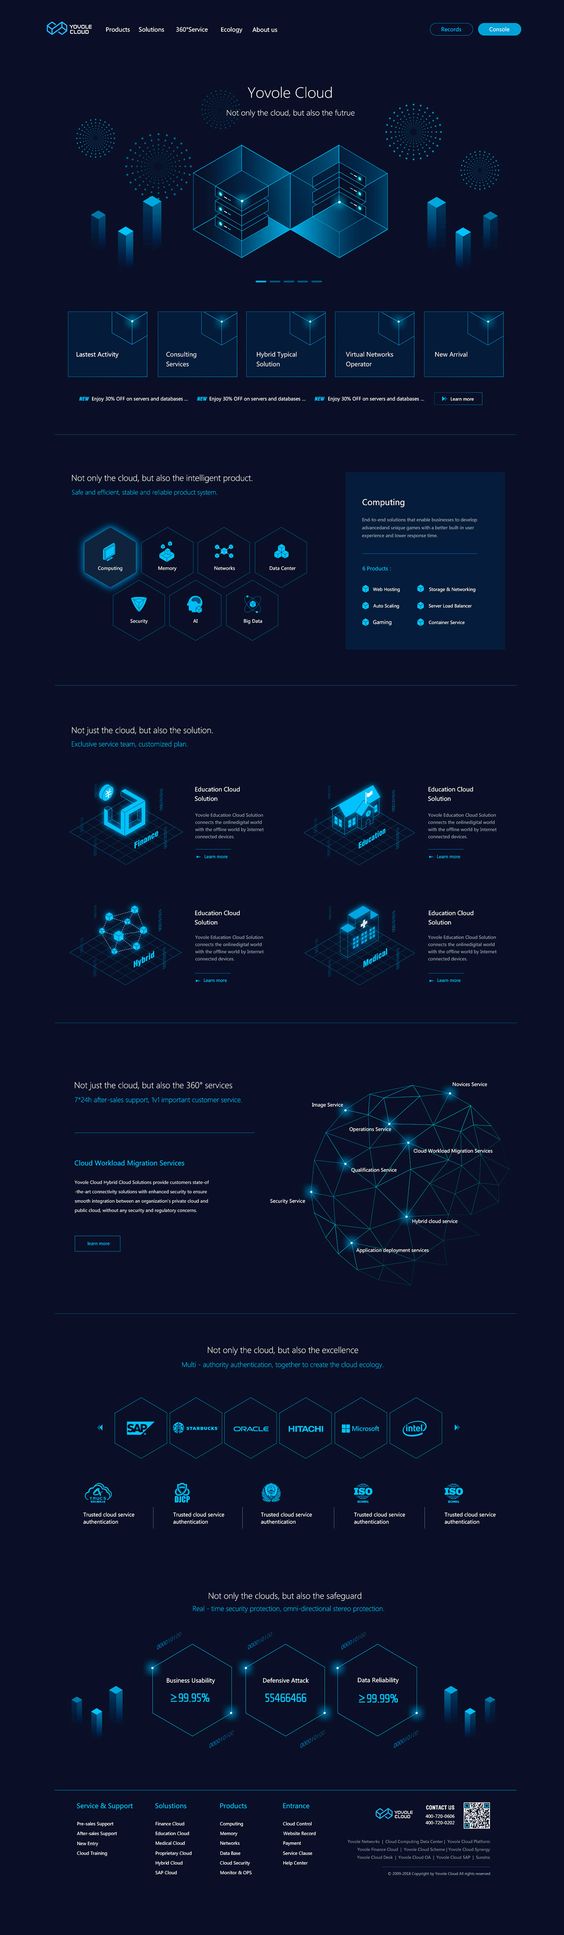 YOVOLE
CLOUD
Products
Solutions
360°Service
Ecology
About us
Records
Console
Yovole Cloud
Not only the cloud, but also the futrue
Lastest Activity
Consulting
Services
Hybrid Typical
Solution
Virtual Networks
Operator
New Arrival
NEW Enjoy 30% OFF on servers and databases ...
NEW Enjoy 30% OFF on servers and databases ...
NEW Enjoy 30% OFF on servers and databases ...
Learn more
Not only the cloud, but also the intelligent product.
Safe and efficient, stable and reliable product system.
Computing
Memory
Networks
Data Center
Security
AI
Big Data
Computing
End-to-end solutions that enable businesses to develop
advancedand unique games with a better built in user
experience and lower response time.
6 Products :
Web Hosting
Storage & Networking
Auto Scaling
Server Load Balancer
Gaming
Container Service
Not just the cloud, but also the solution.
Exclusive service team, customized plan.
Finance
Education Cloud
Solution
Yovole Education Cloud Solution
connects the onlinedigital world
with the offline world by Internet
connected devices.
Learn more
Education
Education Cloud
Solution
Yovole Education Cloud Solution
connects the onlinedigital world
with the offline world by Internet
connected devices.
Learn more
Hybrid
Education Cloud
Solution
Yovole Education Cloud Solution
connects the onlinedigital world
with the offline world by Internet
connected devices.
Learn more
Medical
Education Cloud
Solution
Yovole Education Cloud Solution
connects the onlinedigital world
with the offline world by Internet
connected devices.
Learn more
Not just the cloud, but also the 360° services
7*24h after-sales support, 1v1 important customer service.
Cloud Workload Migration Services
Yovole Cloud Hybrid Cloud Solutions provide customers state-of
-the-art connectivity solutions with enhanced security to ensure
smooth integration between an organization's private cloud and
public cloud, without any security and regulatory concerns.
learn more
Novices Service
Image Service
Operations Service
Cloud Workload Migration Services
Qualification Service
Security Service
Hybrid cloud service
Application deployment services
Not only the cloud, but also the excellence
Multi - authority authentication, together to create the cloud ecology.
SAP
STARBUCKS
ORACLE
HITACHI
Microsoft
intel
TRUCS
DJCP
ISO
ISO
Trusted cloud service
authentication
Trusted cloud service
authentication
Trusted cloud service
authentication
Trusted cloud service
authentication
Trusted cloud service
authentication
Not only the clouds, but also the safeguard
Real - time security protection, omni-directional stereo protection.
Business Usability
≥99.95%
Defensive Attack
55466466
Data Reliability
≥99.99%
Service & Support
Pre-sales Support
After-sales Support
New Entry
Cloud Training
Solustions
Finance Cloud
Education Cloud
Medical Cloud
Proprietary Cloud
Hybrid Cloud
SAP Cloud
Products
Computing
Memory
Networks
Data Base
Cloud Security
Monitor & OPS
Entrance
Cloud Control
Website Record
Payment
Service Clause
Help Center
YOVOLE
CLOUD
CONTACT US
400-720-0606
400-720-0202
Yovole Networks | Cloud Computing Data Center | Yovole Cloud Platform
Yovole Finance Cloud | Yovole Cloud Scheme | Yovole Cloud Synergy
Yovole Cloud Desk | Yovole Cloud OA | Yovole Cloud SAP | Sunshis
© 2009-2018 Copyright by Yovole Cloud All rights reserved